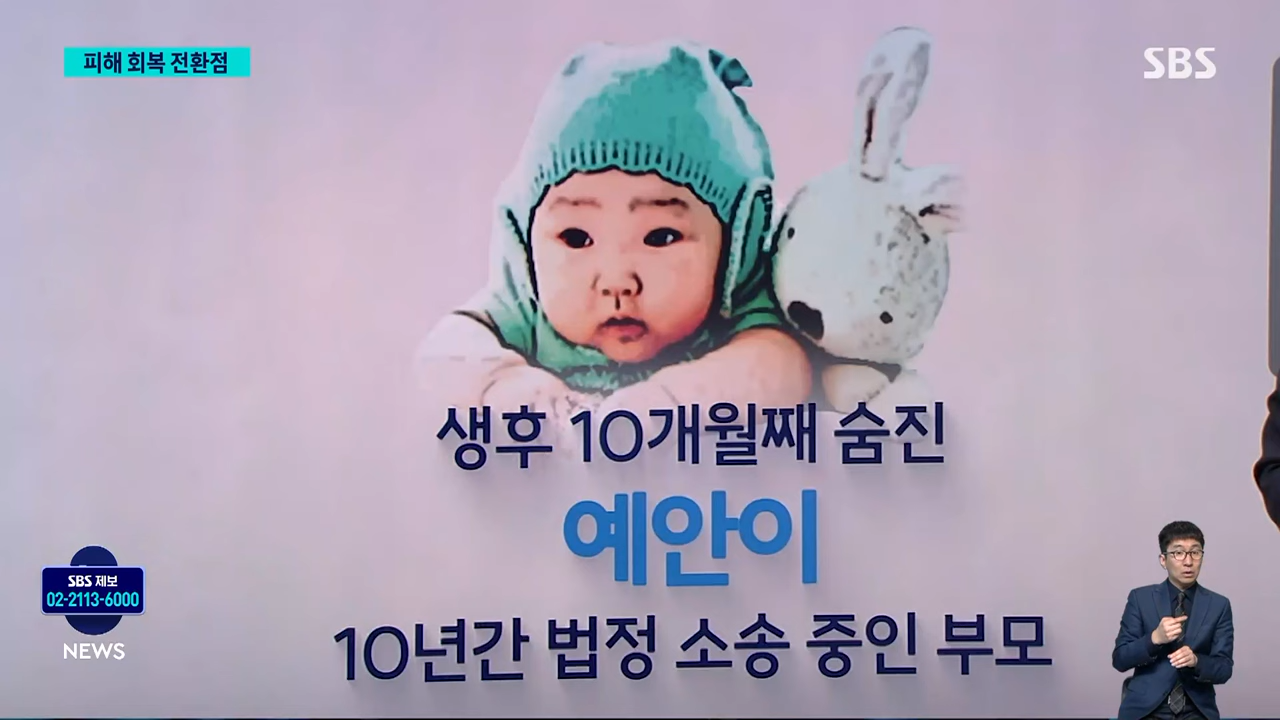 피해 회복 전환점
SBS
생후 10개월째 숨진
예안이
10년간 법정 소송 중인 부모
SBS 제보
02-2113-6000
NEWS